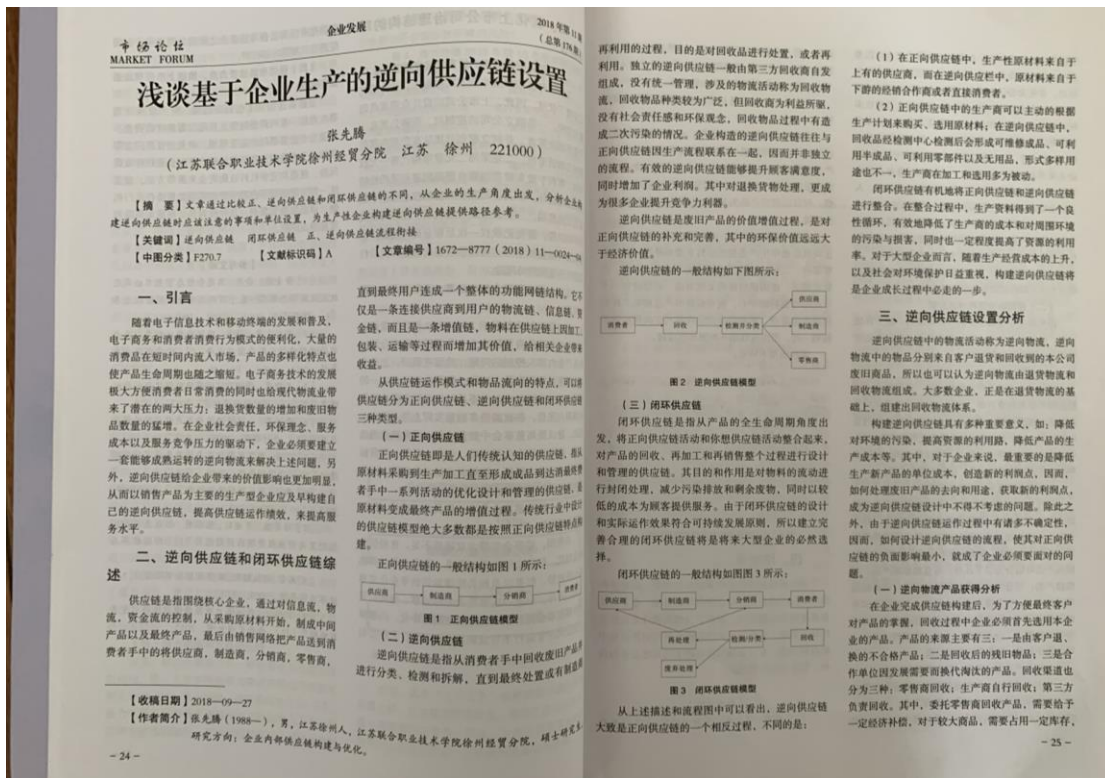 市场论坛
MARKET FORUM
企业发展
2018年第11期
（总第176期）
浅谈基于企业生产的逆向供应链设置
张先腾
（江苏联合职业技术学院徐州经贸分院 江苏 徐州 221000）
【摘 要】文章通过比较正、逆向供应链和闭环供应链的不同，从企业的生产角度出发，分析企业构
建逆向供应链时应该注意的事项和单位设置，为生产性企业构建逆向供应链提供路径参考。
【关键词】逆向供应链 闭环供应链 正、逆向供应链流程衔接
【中图分类】F270.7 【文献标识码】A 【文章编号】1672—8777（2018）11—0024—04
一、引言
随着电子信息技术和移动终端的发展和普及，
电子商务和消费者消费行为模式的便利化，大量的
消费品在短时间内流入市场，产品的多样化特点也
使产品生命周期也随之缩短。电子商务技术的发展
极大方便消费者日常消费的同时也给现代物流业带
来了潜在的两大压力：退换货数量的增加和废旧物
品数量的猛增。在企业社会责任，环保理念、服务
成本以及服务竞争压力的驱动下，企业必须要建立
一套能够成熟运转的逆向物流来解决上述问题，另
外，逆向供应链给企业带来的价值影响也更加明显，
从而以销售产品为主要的生产型企业应及早构建自
己的逆向供应链，提高供应链运作绩效，来提高服
务水平。
二、逆向供应链和闭环供应链综
述
供应链是指围绕核心企业，通过对信息流，物
流，资金流的控制，从采购原材料开始，制成中间
产品以及最终产品，最后由销售网络把产品送到消
费者手中的将供应商，制造商，分销商，零售商，
【收稿日期】2018—09—27
【作者简介】张先腾（1988—），男，江苏徐州人，江苏联合职业技术学院徐州经贸分院，硕士研究生，
研究方向：企业内部供应链构建与优化。
- 24 -
直到最终用户连成一个整体的功能网链结构。它不
仅是一条连接供应商到用户的物流链、信息链、资
金链，而且是一条增值链，物料在供应链上因加工、
包装、运输等过程而增加其价值，给相关企业带来
收益。
从供应链运作模式和物品流向的特点，可以将
供应链分为正向供应链、逆向供应链和闭环供应链
三种类型。
（一）正向供应链
正向供应链即是人们传统认知的供应链，指从
原材料采购到生产加工直至形成成品到达消最终费
者手中一系列活动的优化设计和管理的供应链，是
原材料变成最终产品的增值过程。传统行业中设计
的供应链模型绝大多数都是按照正向供应链特点构
建。
正向供应链的一般结构如图1所示：
供应商 制造商 分销商 消费者
图1 正向供应链模型
（二）逆向供应链
逆向供应链是指从消费者手中回收废旧产品并
进行分类、检测和拆解，直到最终处置或有制造商
再利用的过程，目的是对回收品进行处置，或者再
利用。独立的逆向供应链一般由第三方回收商自发
组成，没有统一管理，涉及的物流活动称为回收物
流，回收物品种类较为广泛，但回收商为利益所驱，
没有社会责任感和环保观念，回收物品过程中有造
成二次污染的情况。企业构造的逆向供应链往往与
正向供应链因生产流程联系在一起，因而并非独立
的流程。有效的逆向供应链能够提升顾客满意度，
同时增加了企业利润。其中对退换货物处理，更成
为很多企业提升竞争力利器。
逆向供应链是废旧产品的价值增值过程，是对
正向供应链的补充和完善，其中的环保价值远远大
于经济价值。
逆向供应链的一般结构如下图所示：
供应商
消费者 回收 检测并分类 制造商
零售商
图2 逆向供应链模型
（三）闭环供应链
闭环供应链是指从产品的全生命周期角度出
发，将正向供应链活动和你想供应链活动整合起来，
对产品的回收、再加工和再销售整个过程进行设计
和管理的供应链，其目的和作用是对物料的流动进
行封闭处理，减少污染排放和剩余废物，同时以较
低的成本为顾客提供服务。由于闭环供应链的设计
和实际运作效果符合可持续发展原则，所以建立完
善合理的闭环供应链将是将来大型企业的必然选
择。
闭环供应链的一般结构如图图3所示：
供应商 制造商 分销商 消费者
再处理 检测/分类 回收
废弃处理
图3 闭环供应链模型
从上述描述和流程图中可以看出，逆向供应链
大致是正向供应链的一个相反过程，不同的是：
（1）在正向供应链中，生产性原材料来自于
上有的供应商，而在逆向供应栏中，原材料来自于
下游的经销合作商或者直接消费者。
（2）正向供应链中的生产商可以主动的根据
生产计划来购买、选用原材料；在逆向供应链中，
回收品经检测中心检测后会形成可维修成品、可利
用半成品、可利用零部件以及无用品，形式多样用
途也不一，生产商在加工和选用多为被动。
闭环供应链有机地将正向供应链和逆向供应链
进行整合。在整合过程中，生产资料得到了一个良
性循环，有效地降低了生产商的成本和对周围环境
的污染与损害，同时也一定程度提高了资源的利用
率。对于大型企业而言，随着生产经营成本的上升，
以及社会对环境保护日益重视，构建逆向供应链将
是企业成长过程中必走的一步。
三、逆向供应链设置分析
逆向供应链中的物流活动称为逆向物流，逆向
物流中的物品分别来自客户退货和回收到的本公司
废旧商品，所以也可以认为逆向物流由退货物流和
回收物流组成。大多数企业，正是在退货物流的基
础上，组建出回收物流体系。
构建逆向供应链具有多种重要意义，如：降低
对环境的污染，提高资源的利用路，降低产品的生
产成本等。其中，对于企业来说，最重要的是降低
生产新产品的单位成本，创造新的利润点，因而，
如何处理废旧产品的去向和用途，获取新的利润点，
成为逆向供应链设计中不得不考虑的问题。除此之
外，由于逆向供应链运作过程中有诸多不确定性，
因而，如何设计逆向供应链的流程，使其对正向供
应链的负面影响最小，就成了企业必须要面对的问
题。
（一）逆向物流产品获得分析
在企业完成供应链构建后，为了方便最终客户
对产品的掌握，回收过程中企业必须首先选用本企
业的产品，产品的来源主要有三：一是由客户退、
换的不合格产品；二是回收后的残旧物品；三是合
作单位因发展需要而换代淘汰的产品。回收渠道也
分为三种：零售商回收；生产商自行回收；第三方
负责回收。其中，委托零售商回收产品，需要给予
一定经济补偿，对于较大商品，需要占用一定库存，
- 25 -